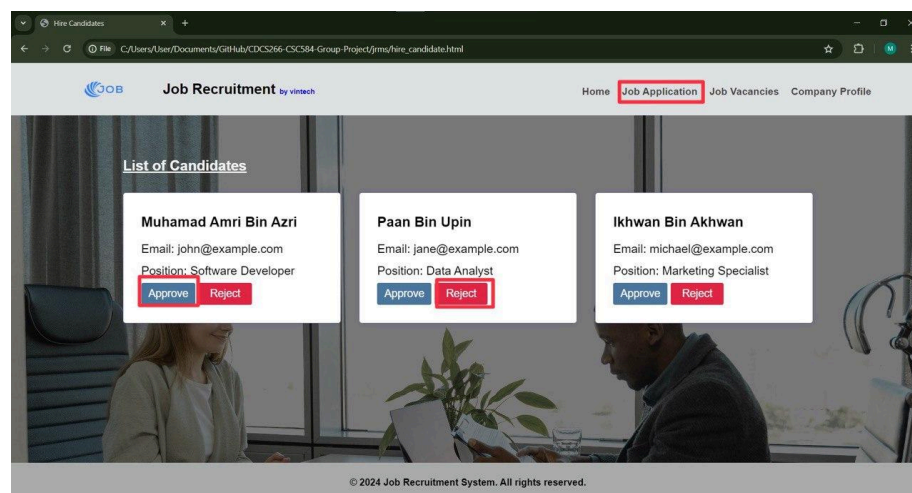 Hire Candidates
File C:/Users/User/Documents/GitHub/CDCS266-CSC584-Group-Project/jrms/hire_candidate.html
M
JOB Job Recruitment by vintech Home Job Application Job Vacancies Company Profile
List of Candidates
Muhamad Amri Bin Azri
Email: john@example.com
Position: Software Developer
Approve Reject
Paan Bin Upin
Email: jane@example.com
Position: Data Analyst
Approve Reject
Ikhwan Bin Akhwan
Email: michael@example.com
Position: Marketing Specialist
Approve Reject
© 2024 Job Recruitment System. All rights reserved.